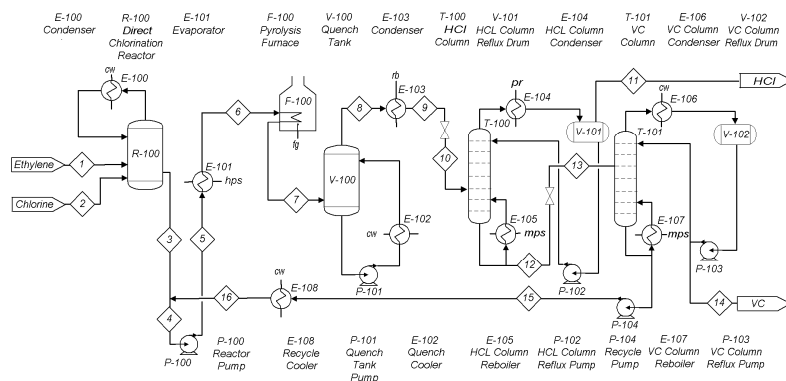 E-100 R-100 E-101 F-100 V-100 E-103 T-100 V-101 E-104 T-101 E-106 V-102
Condenser Direct Evaporator Pyrolysis Quench Condenser HCl HCL Column HCL Column VC VC Column VC Column
Chlorination Furnace Tank Column Reflux Drum Condenser Column Condenser Reflux Drum
Reactor
11 HCl
cw E-100 rb pr cw
6 8 E-103 9 E-104 E-106
F-100 T-100 V-101 T-101 V-102
fg
R-100 10 13
Ethylene 1 E-101 V-100
hps
Chlorine 2 7
E-102 E-105 E-107
3 5 cw mps mps
12 P-103
P-101 P-102
cw
16 E-108 15 14 VC
4 P-104
P-100
P-100 E-108 P-101 E-102 E-105 P-102 P-104 E-107 P-103
Reactor Recycle Quench Quench HCL Column HCL Column Recycle VC Column VC Column
Pump Cooler Tank Cooler Reboiler Reflux Pump Pump Reboiler Reflux Pump
Pump